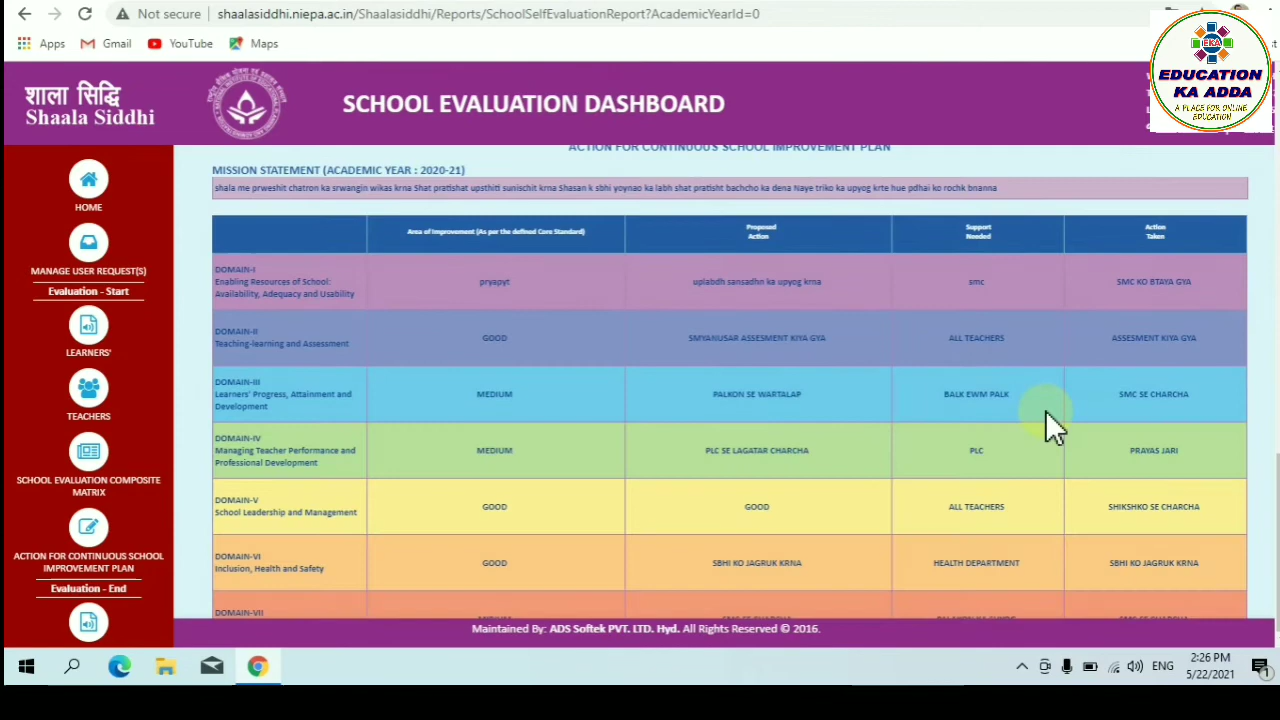 Not secure shaalasiddhi.niepa.ac.in/Shaalasiddhi/Reports/SchoolSelfEvaluationReport?AcademicYearId=0
Apps Gmail YouTube Maps
EKA
EDUCATION
KA ADDA
A PLACE FOR ONLINE
EDUCATION
शाला सिद्धि
Shaala Siddhi
SCHOOL EVALUATION DASHBOARD
HOME
MANAGE USER REQUEST(S)
Evaluation - Start
LEARNERS'
TEACHERS
SCHOOL EVALUATION COMPOSITE
MATRIX
ACTION FOR CONTINUOUS SCHOOL
IMPROVEMENT PLAN
Evaluation - End
ACTION FOR CONTINUOUS SCHOOL IMPROVEMENT PLAN
MISSION STATEMENT (ACADEMIC YEAR : 2020-21)
shala me prweshit chatron ka srwangin wikas krna Shat pratishat upsthiti sunischit krna Shasan k sbhi yoynao ka labh shat pratisht bachcho ka dena Naye triko ka upyog krte hue pdhai ko rochk bnanna
Area of Improvement (As per the defined Core Standard)
Proposed
Action
Support
Needed
Action
Taken
DOMAIN-I
Enabling Resources of School:
Availability, Adequacy and Usability
pryapyt
uplabdh sansadhn ka upyog krna
smc
SMC KO BTAYA GYA
DOMAIN-II
Teaching-learning and Assessment
GOOD
SMYANUSAR ASSESMENT KIYA GYA
ALL TEACHERS
ASSESMENT KIYA GYA
DOMAIN-III
Learners' Progress, Attainment and
Development
MEDIUM
PALKON SE WARTALAP
BALK EWM PALK
SMC SE CHARCHA
DOMAIN-IV
Managing Teacher Performance and
Professional Development
MEDIUM
PLC SE LAGATAR CHARCHA
PLC
PRAYAS JARI
DOMAIN-V
School Leadership and Management
GOOD
GOOD
ALL TEACHERS
SHIKSHKO SE CHARCHA
DOMAIN-VI
Inclusion, Health and Safety
GOOD
SBHI KO JAGRUK KRNA
HEALTH DEPARTMENT
SBHI KO JAGRUK KRNA
DOMAIN-VII
Maintained By: ADS Softek PVT. LTD. Hyd. All Rights Reserved © 2016.
ENG
2:26 PM
5/22/2021
1